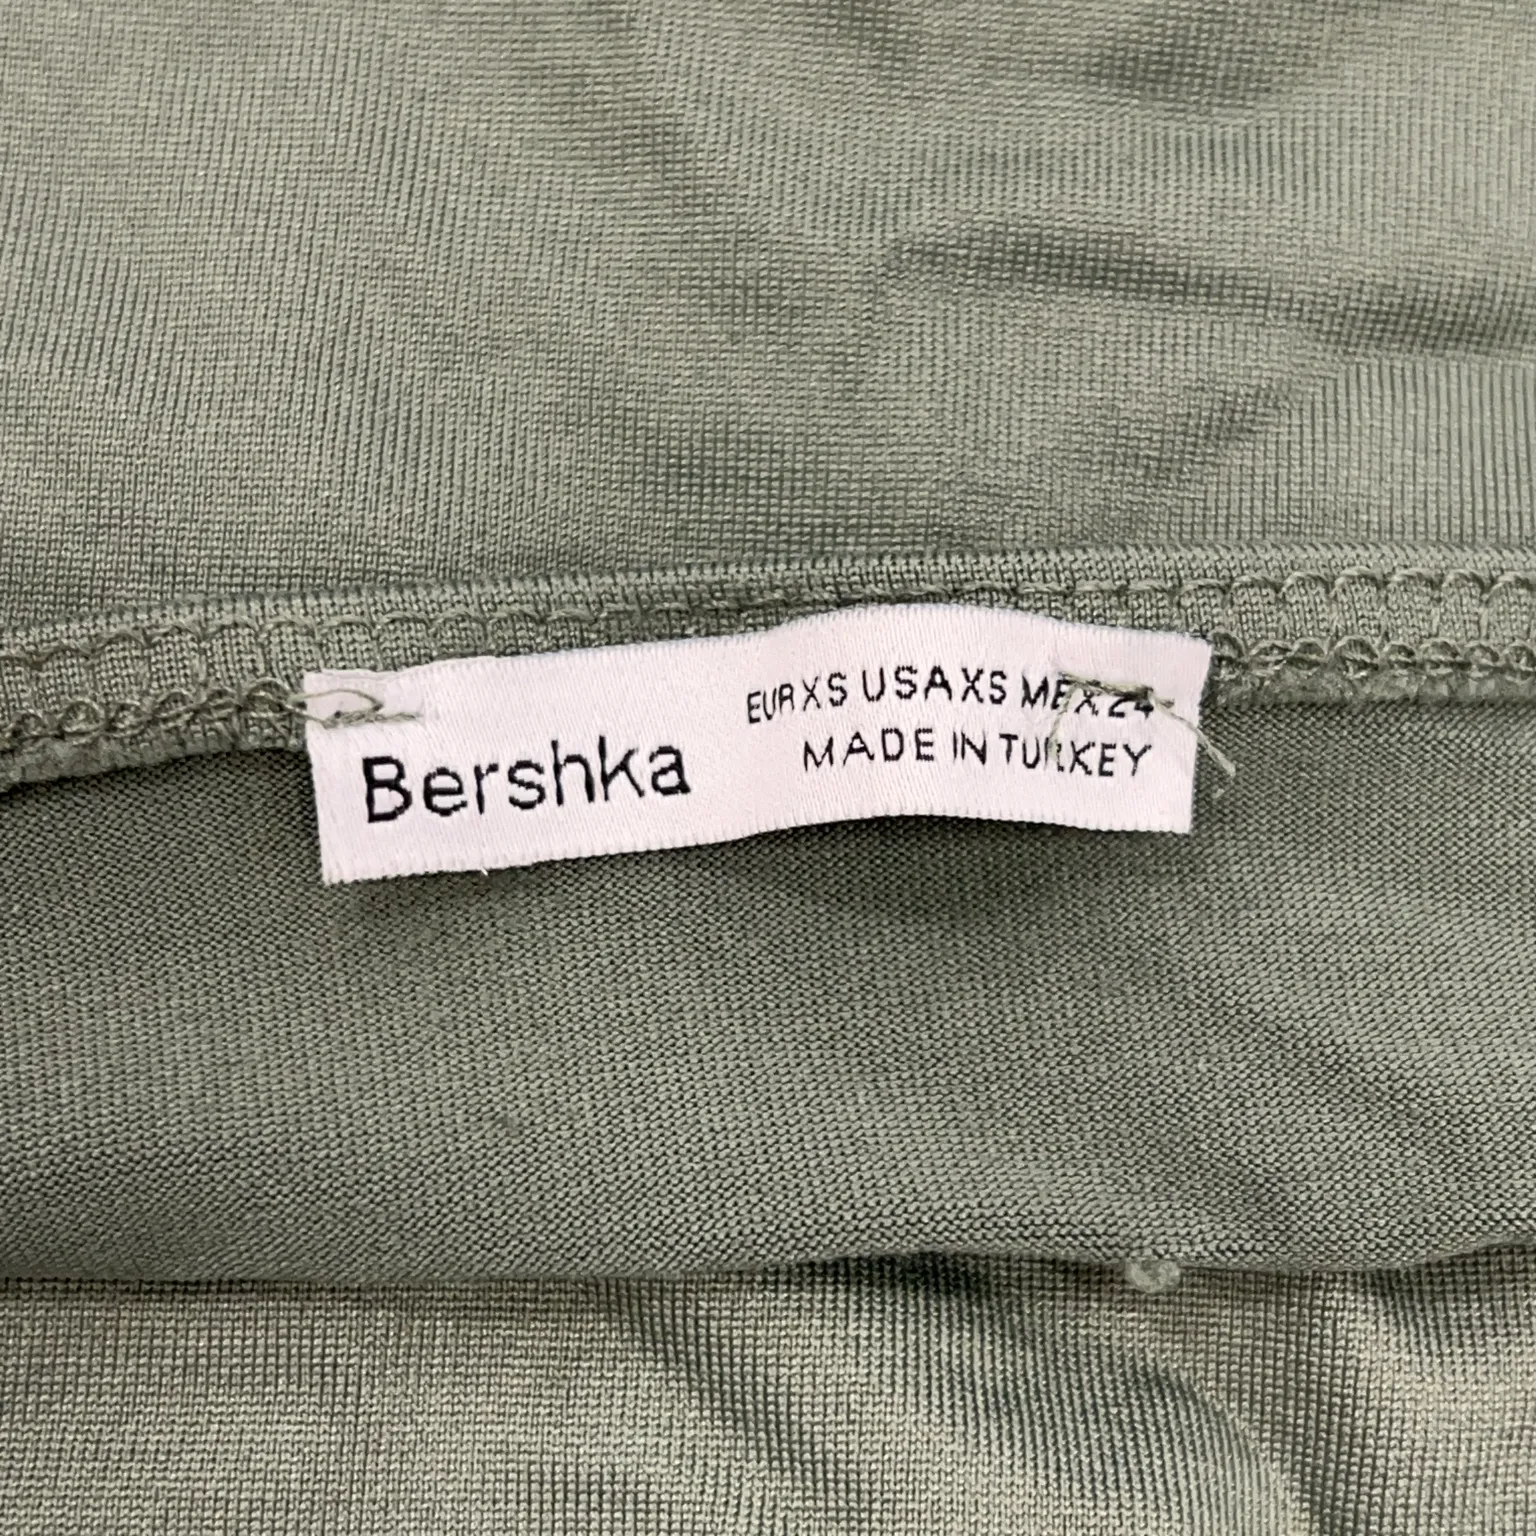 Bershka
EUR XS USA XS MEX 24
MADE IN TURKEY